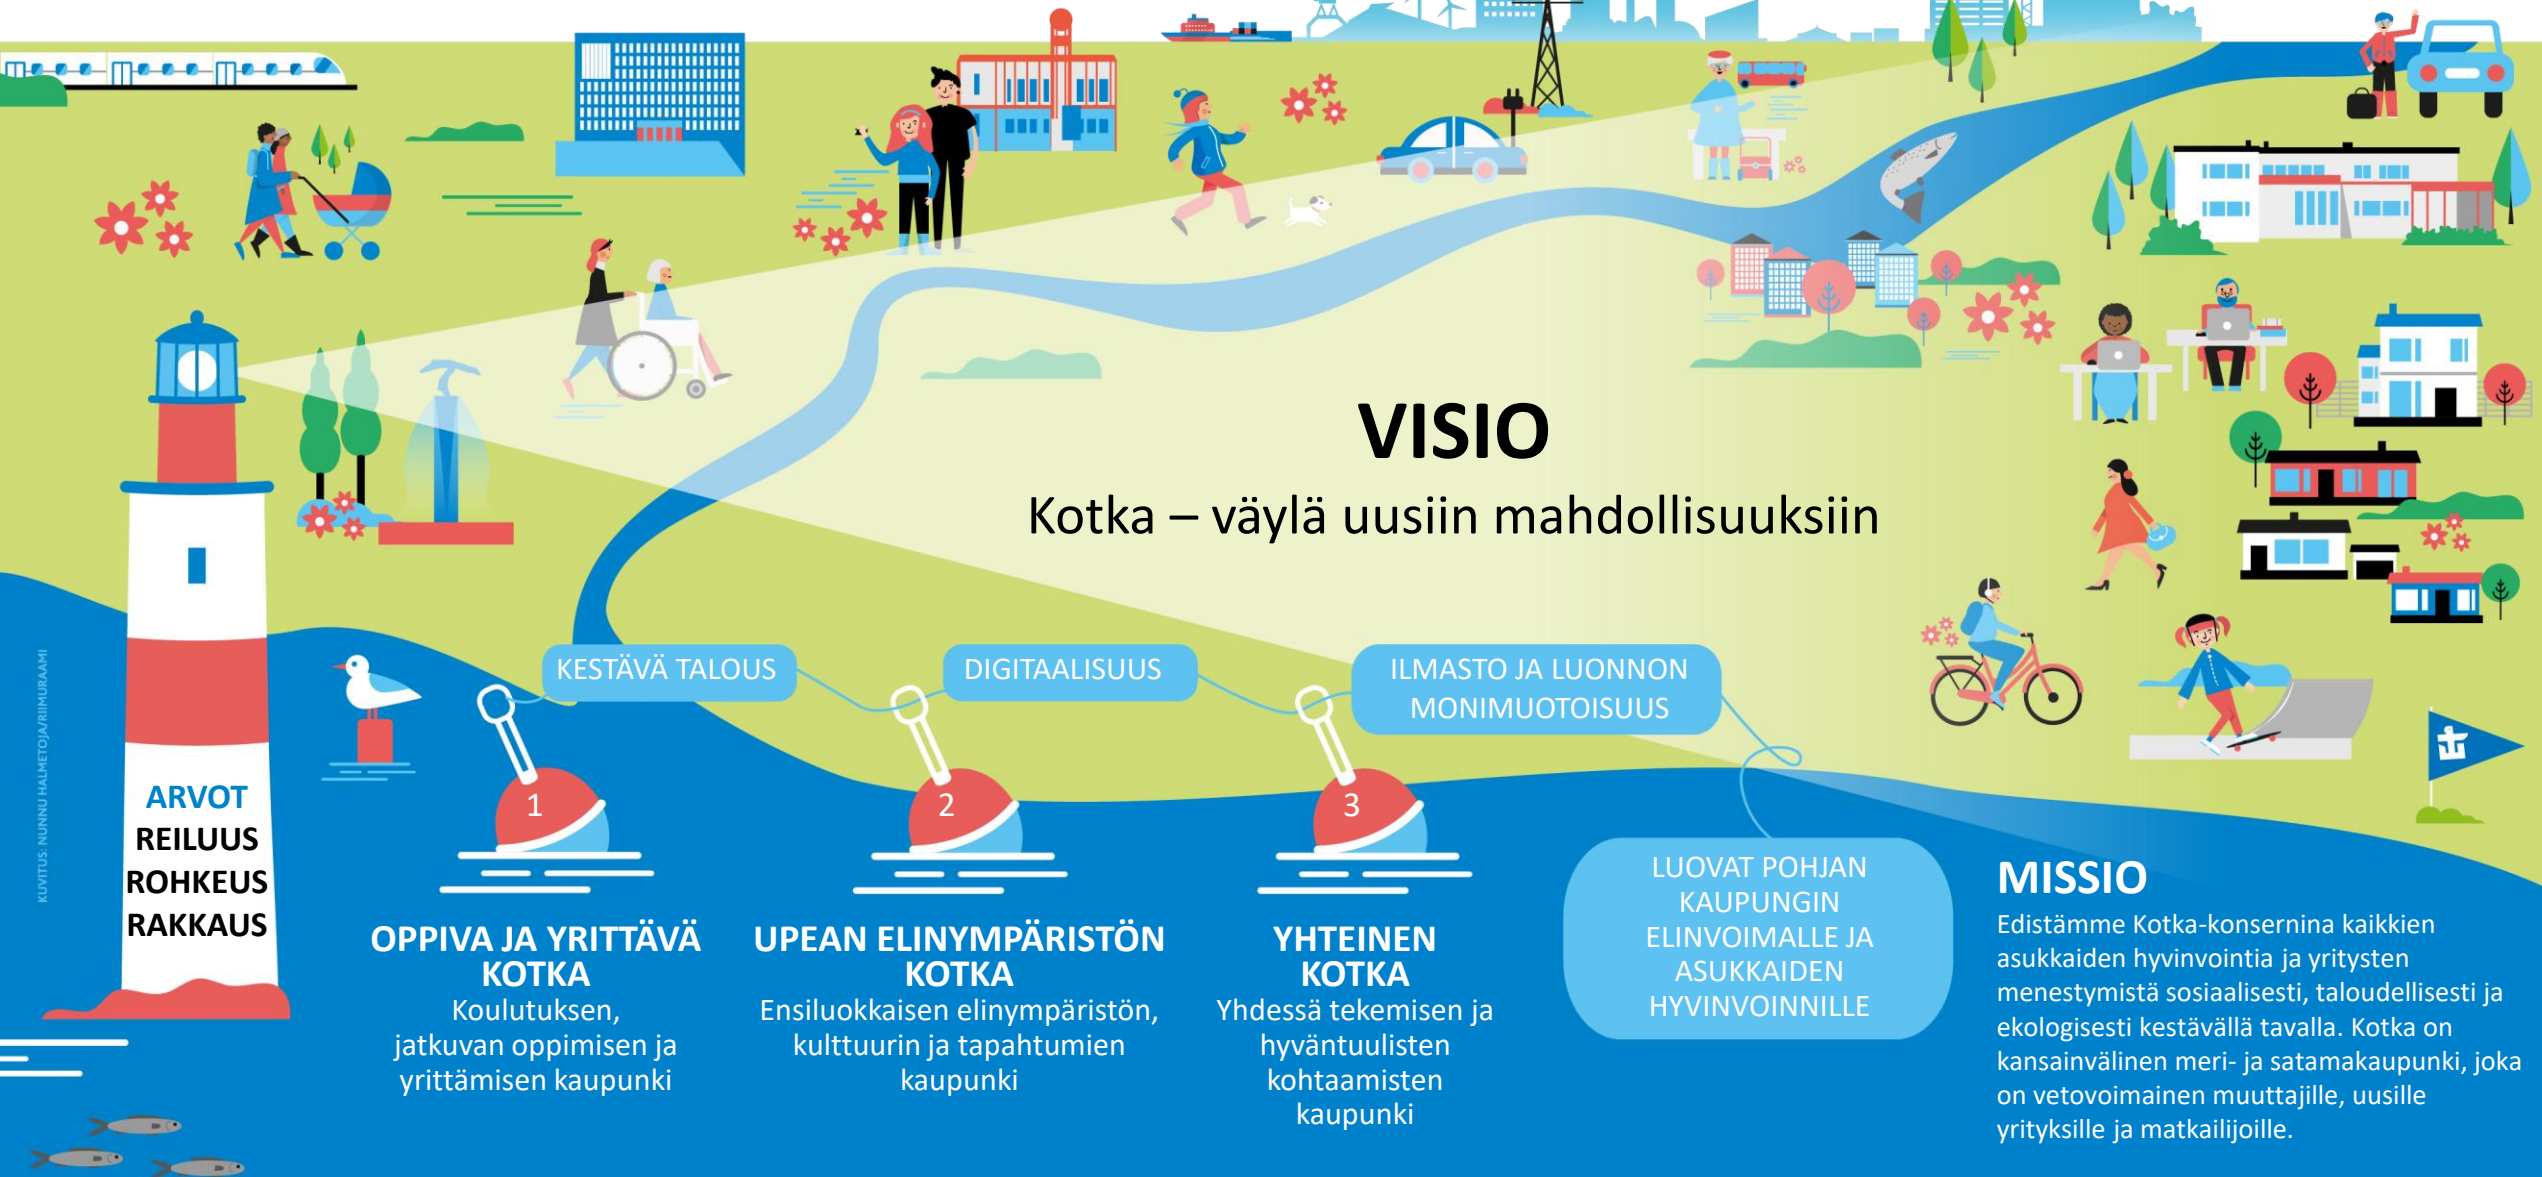 VISIO
Kotka – väylä uusiin mahdollisuuksiin
KESTÄVÄ TALOUS
DIGITAALISUUS
ILMASTO JA LUONNON
MONIMUOTOISUUS
LUOVAT POHJAN
KAUPUNGIN
ELINVOIMALLE JA
ASUKKAIDEN
HYVINVOINNILLE
ARVOT
REILUUS
ROHKEUS
RAKKAUS
1
OPPIVA JA YRITTÄVÄ
KOTKA
Koulutuksen,
jatkuvan oppimisen ja
yrittämisen kaupunki
2
UPEAN ELINYMPÄRISTÖN
KOTKA
Ensiluokkaisen elinympäristön,
kulttuurin ja tapahtumien
kaupunki
3
YHTEINEN
KOTKA
Yhdessä tekemisen ja
hyväntuulisten
kohtaamisten
kaupunki
MISSIO
Edistämme Kotka-konsernina kaikkien
asukkaiden hyvinvointia ja yritysten
menestymistä sosiaalisesti, taloudellisesti ja
ekologisesti kestävällä tavalla. Kotka on
kansainvälinen meri- ja satamakaupunki, joka
on vetovoimainen muuttajille, uusille
yrityksille ja matkailijoille.
KUVITUS: NUNNU HALMETOJA/RIIMURAAMI